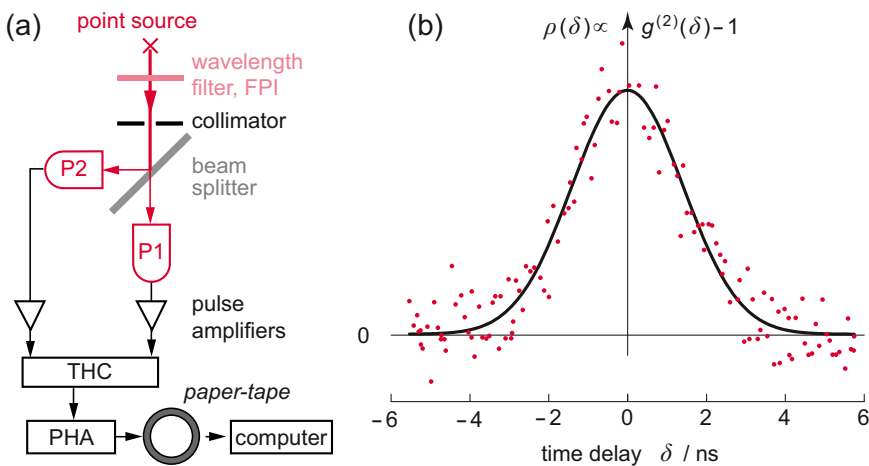 (a)
point source
wavelength
filter, FPI
collimator
P2
beam
splitter
P1
pulse
amplifiers
THC
paper-tape
PHA
computer
(b)
ρ(δ)∝ g⁽²⁾(δ)−1
0
−6 −4 −2 0 2 4 6
time delay δ / ns